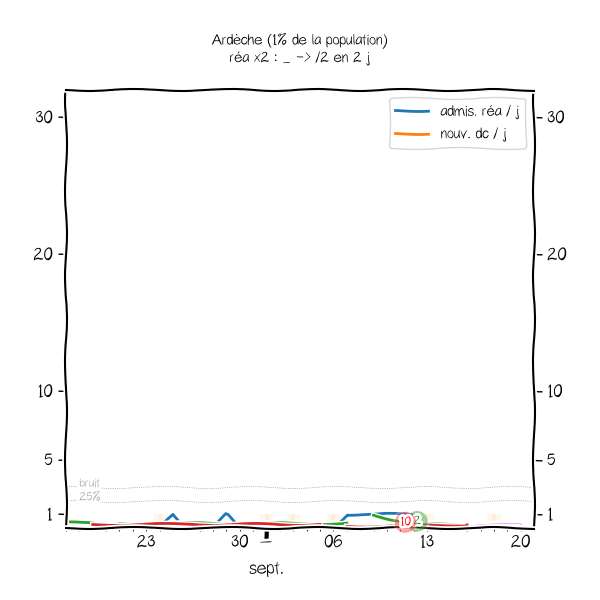 Ardèche (1% de la population)
réa x2 : _ -> /2 en 2 j
admis. réa / j
nouv. dc / j
30 30
20 20
10 10
5 5
bruit
25%
1 1
10 2
23 30 06 13 20
sept.